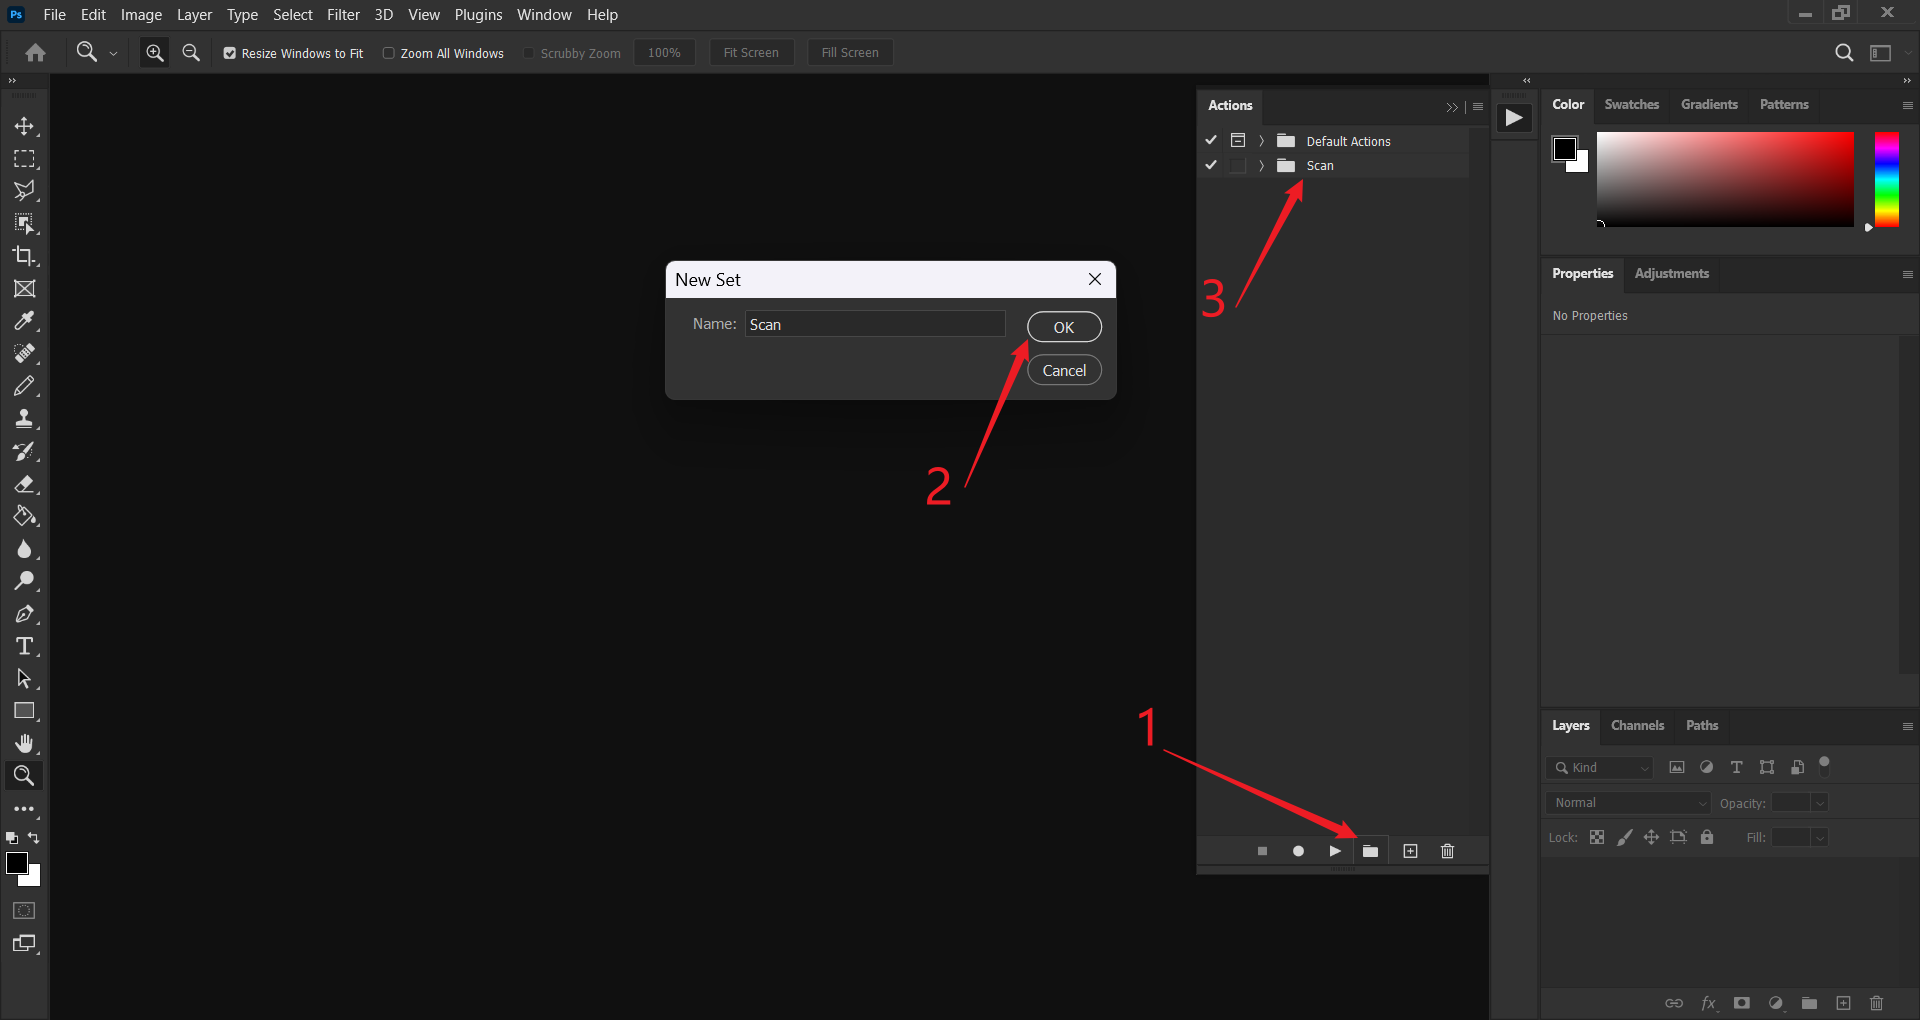 Ps File Edit Image Layer Type Select Filter 3D View Plugins Window Help
Resize Windows to Fit Zoom All Windows Scrubby Zoom 100% Fit Screen Fill Screen
Actions
Default Actions
Scan
3
New Set
Name: Scan
OK
Cancel
2
1
Color Swatches Gradients Patterns
Properties Adjustments
No Properties
Layers Channels Paths
Kind
Normal Opacity:
Lock: Fill:
fx